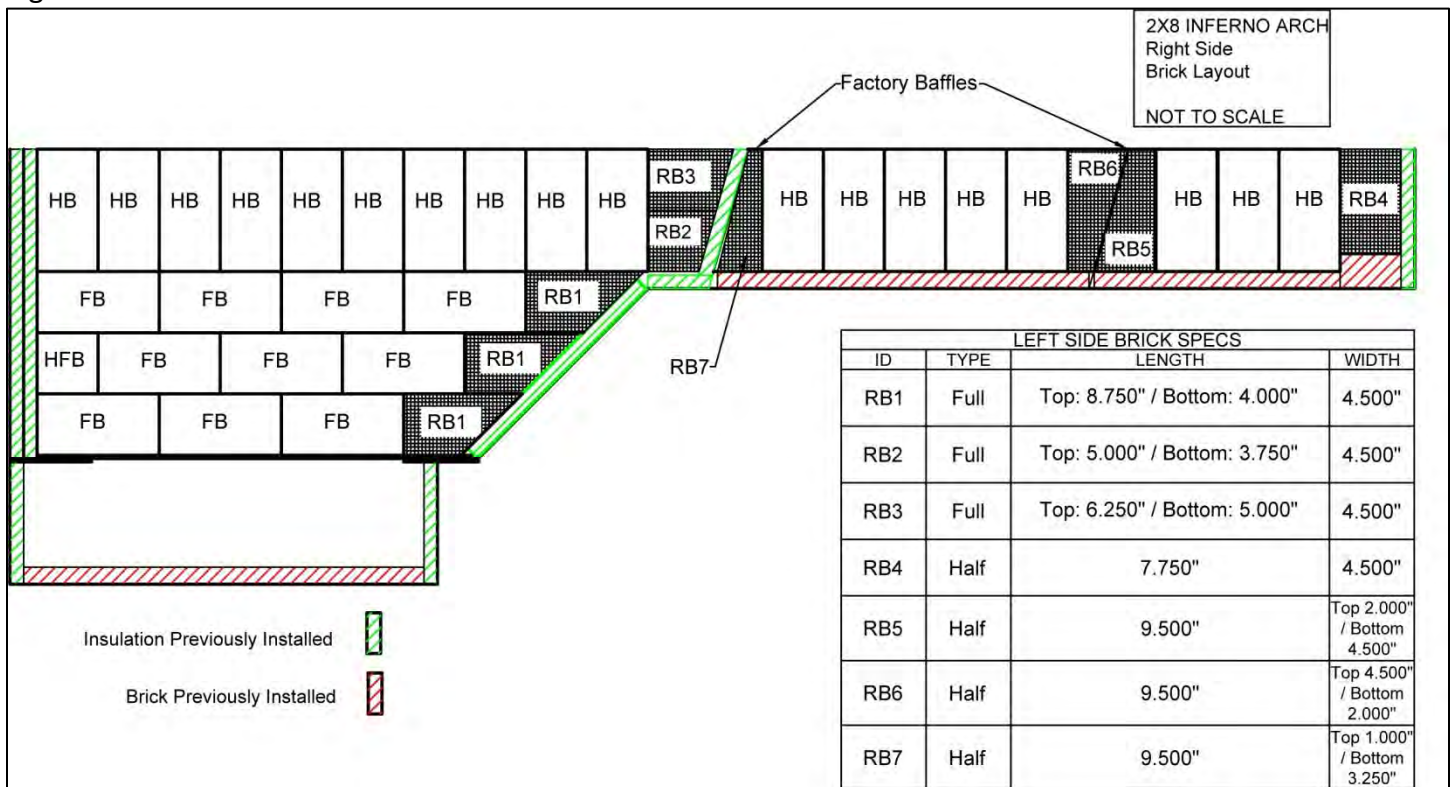 2X8 INFERNO ARCH
Right Side
Brick Layout
NOT TO SCALE
Factory Baffles
HB HB HB HB HB HB HB HB HB HB RB3 HB HB HB HB HB RB6 HB HB HB RB4
RB2 RB5
FB FB FB FB RB1
HFB FB FB FB RB1 RB7
FB FB FB RB1
Insulation Previously Installed
Brick Previously Installed
LEFT SIDE BRICK SPECS
ID TYPE LENGTH WIDTH
RB1 Full Top: 8.750" / Bottom: 4.000" 4.500"
RB2 Full Top: 5.000" / Bottom: 3.750" 4.500"
RB3 Full Top: 6.250" / Bottom: 5.000" 4.500"
RB4 Half 7.750" 4.500"
RB5 Half 9.500" Top 2.000"
/ Bottom
4.500"
RB6 Half 9.500" Top 4.500"
/ Bottom
2.000"
RB7 Half 9.500" Top 1.000"
/ Bottom
3.250"